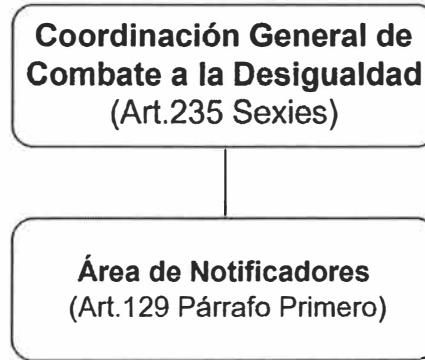 Coordinación General de
Combate a la Desigualdad
(Art.235 Sexies)
Área de Notificadores
(Art.129 Párrafo Primero)